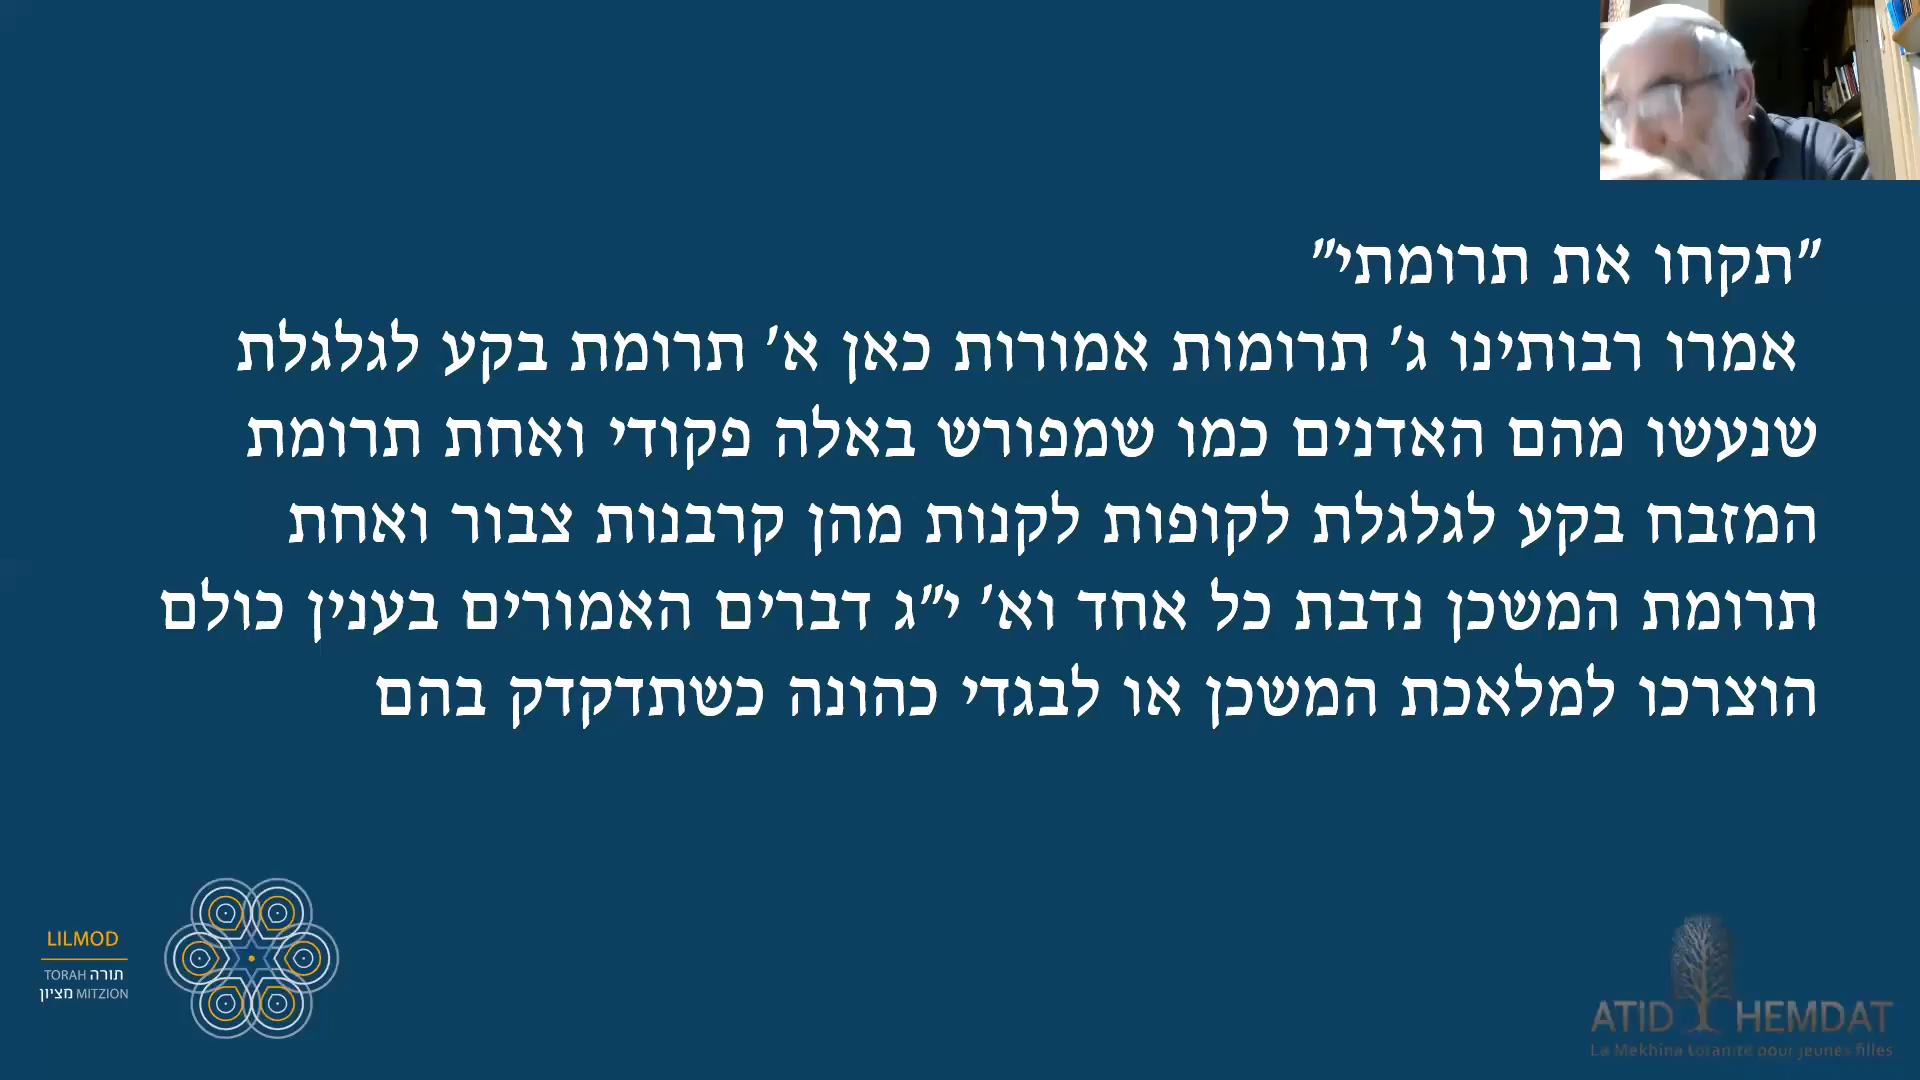 "תקחו את תרומתי"
אמרו רבותינו ג' תרומות אמורות כאן א' תרומת בקע לגלגלת
שנעשו מהם האדנים כמו שמפורש באלה פקודי ואחת תרומת
המזבח בקע לגלגלת לקופות לקנות מהן קרבנות צבור ואחת
תרומת המשכן נדבת כל אחד וא' י"ג דברים האמורים בענין כולם
הוצרכו למלאכת המשכן או לבגדי כהונה כשתדקדק בהם
LILMOD
TORAH תורה
מציון MITZION
ATID HEMDAT
La Mekhina toranite pour jeunes filles